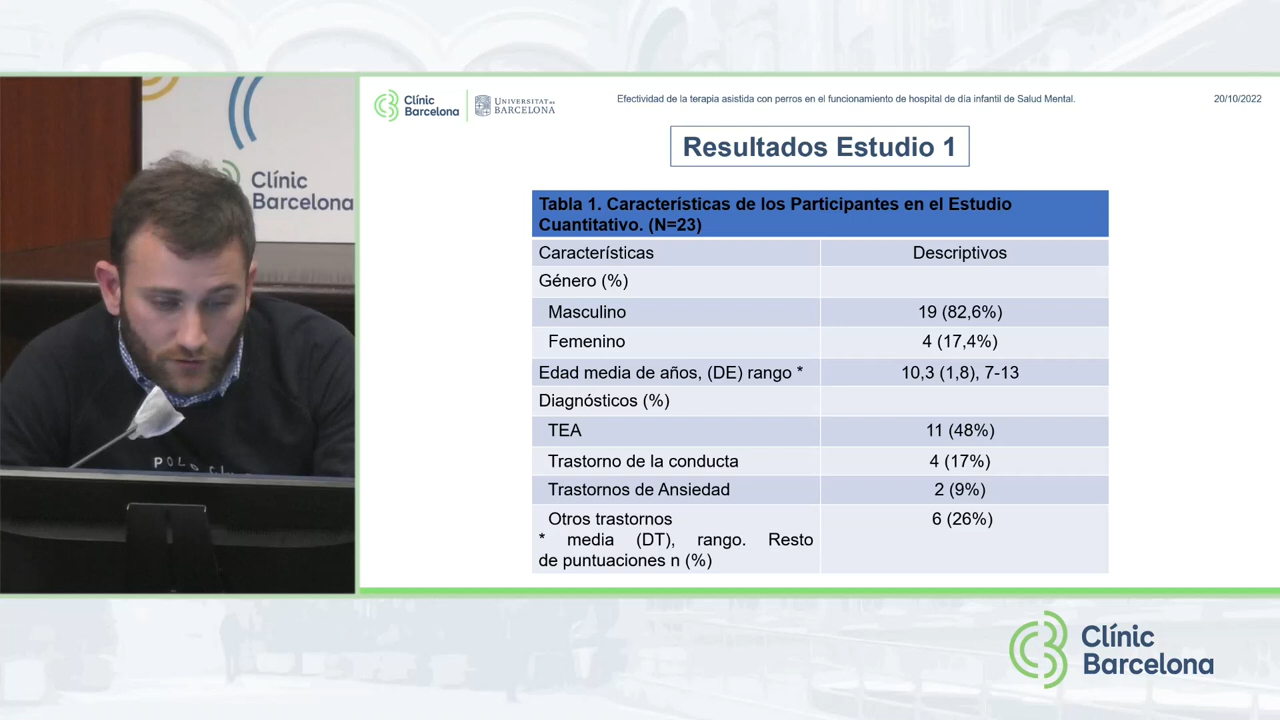 Clínic
Barcelona
POLO
Clínic
Barcelona
UNIVERSITAT DE
BARCELONA
Efectividad de la terapia asistida con perros en el funcionamiento de hospital de día infantil de Salud Mental.
20/10/2022
Resultados Estudio 1
Tabla 1. Características de los Participantes en el Estudio
Cuantitativo. (N=23)
Características Descriptivos
Género (%)
Masculino 19 (82,6%)
Femenino 4 (17,4%)
Edad media de años, (DE) rango * 10,3 (1,8), 7-13
Diagnósticos (%)
TEA 11 (48%)
Trastorno de la conducta 4 (17%)
Trastornos de Ansiedad 2 (9%)
Otros trastornos 6 (26%)
* media (DT), rango. Resto
de puntuaciones n (%)
Clínic
Barcelona